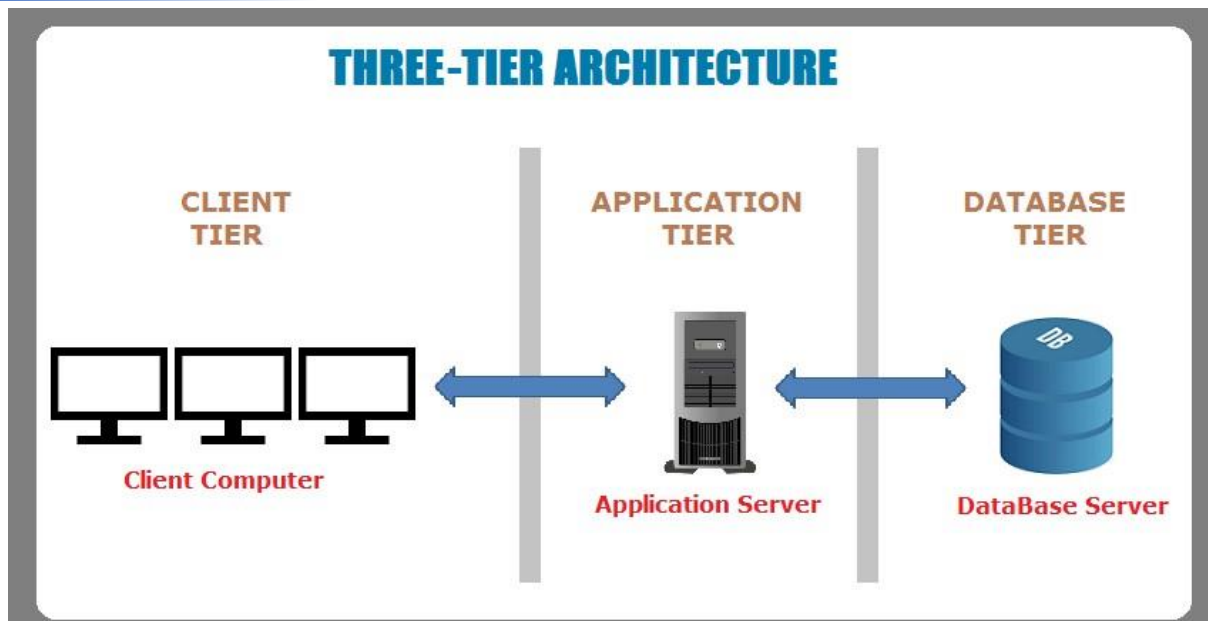 THREE-TIER ARCHITECTURE
CLIENT
TIER
APPLICATION
TIER
DATABASE
TIER
DB
Client Computer
Application Server
DataBase Server